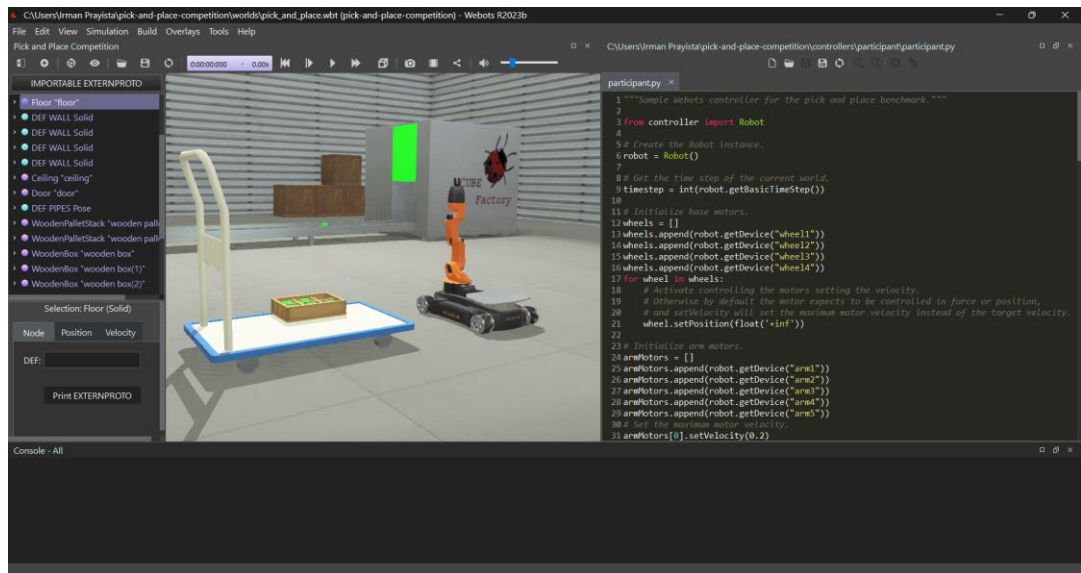 C:\Users\Irman Prayista\pick-and-place-competition\worlds\pick_and_place.wbt (pick-and-place-competition) - Webots R2023b
File Edit View Simulation Build Overlays Tools Help
Pick and Place Competition
0:00:00:000 - 0.00x
IMPORTABLE EXTERNPROTO
Floor "floor"
DEF WALL Solid
DEF WALL Solid
DEF WALL Solid
DEF WALL Solid
Ceiling "ceiling"
Door "door"
DEF PIPES Pose
WoodenPalletStack "wooden palle
WoodenPalletStack "wooden palle
WoodenBox "wooden box"
WoodenBox "wooden box(1)"
WoodenBox "wooden box(2)"
Selection: Floor (Solid)
Node Position Velocity
DEF:
Print EXTERNPROTO
UCUBE
Factory
KUKA
C:\Users\Irman Prayista\pick-and-place-competition\controllers\participant\participant.py
participant.py
1 """Sample Webots controller for the pick and place benchmark."""
2
3 from controller import Robot
4
5 # Create the Robot instance.
6 robot = Robot()
7
8 # Get the time step of the current world.
9 timestep = int(robot.getBasicTimeStep())
10
11 # Initialize base motors.
12 wheels = []
13 wheels.append(robot.getDevice("wheel1"))
14 wheels.append(robot.getDevice("wheel2"))
15 wheels.append(robot.getDevice("wheel3"))
16 wheels.append(robot.getDevice("wheel4"))
17 for wheel in wheels:
18 # Activate controlling the motors setting the velocity.
19 # Otherwise by default the motor expects to be controlled in force or position,
20 # and setVelocity will set the maximum motor velocity instead of the target velocity.
21 wheel.setPosition(float('+inf'))
22
23 # Initialize arm motors.
24 armMotors = []
25 armMotors.append(robot.getDevice("arm1"))
26 armMotors.append(robot.getDevice("arm2"))
27 armMotors.append(robot.getDevice("arm3"))
28 armMotors.append(robot.getDevice("arm4"))
29 armMotors.append(robot.getDevice("arm5"))
30 # Set the maximum motor velocity.
31 armMotors[0].setVelocity(0.2)
Console - All